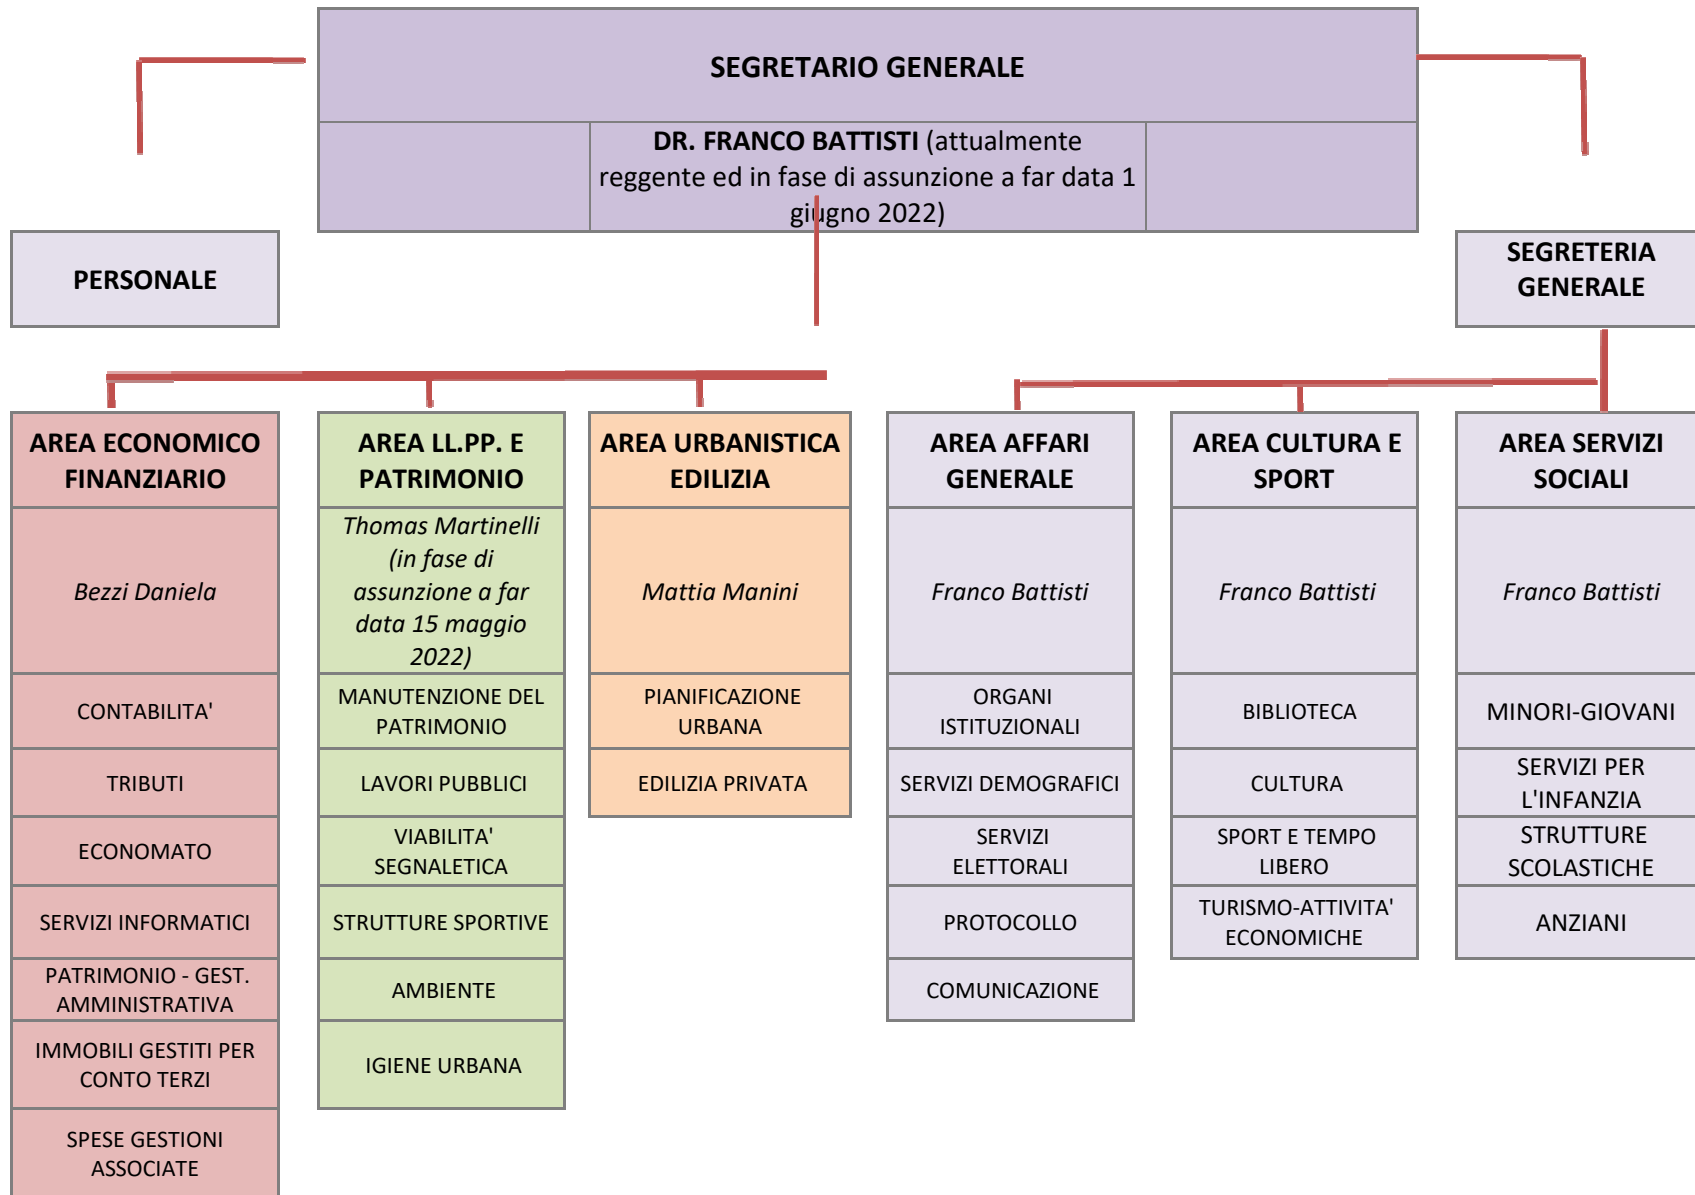 SEGRETARIO GENERALE
DR. FRANCO BATTISTI (attualmente
reggente ed in fase di assunzione a far data 1
giugno 2022)
PERSONALE
SEGRETERIA
GENERALE
AREA ECONOMICO
FINANZIARIO
Bezzi Daniela
CONTABILITA'
TRIBUTI
ECONOMATO
SERVIZI INFORMATICI
PATRIMONIO - GEST.
AMMINISTRATIVA
IMMOBILI GESTITI PER
CONTO TERZI
SPESE GESTIONI
ASSOCIATE
AREA LL.PP. E
PATRIMONIO
Thomas Martinelli
(in fase di
assunzione a far
data 15 maggio
2022)
MANUTENZIONE DEL
PATRIMONIO
LAVORI PUBBLICI
VIABILITA'
SEGNALETICA
STRUTTURE SPORTIVE
AMBIENTE
IGIENE URBANA
AREA URBANISTICA
EDILIZIA
Mattia Manini
PIANIFICAZIONE
URBANA
EDILIZIA PRIVATA
AREA AFFARI
GENERALE
Franco Battisti
ORGANI
ISTITUZIONALI
SERVIZI DEMOGRAFICI
SERVIZI
ELETTORALI
PROTOCOLLO
COMUNICAZIONE
AREA CULTURA E
SPORT
Franco Battisti
BIBLIOTECA
CULTURA
SPORT E TEMPO
LIBERO
TURISMO-ATTIVITA'
ECONOMICHE
AREA SERVIZI
SOCIALI
Franco Battisti
MINORI-GIOVANI
SERVIZI PER
L'INFANZIA
STRUTTURE
SCOLASTICHE
ANZIANI